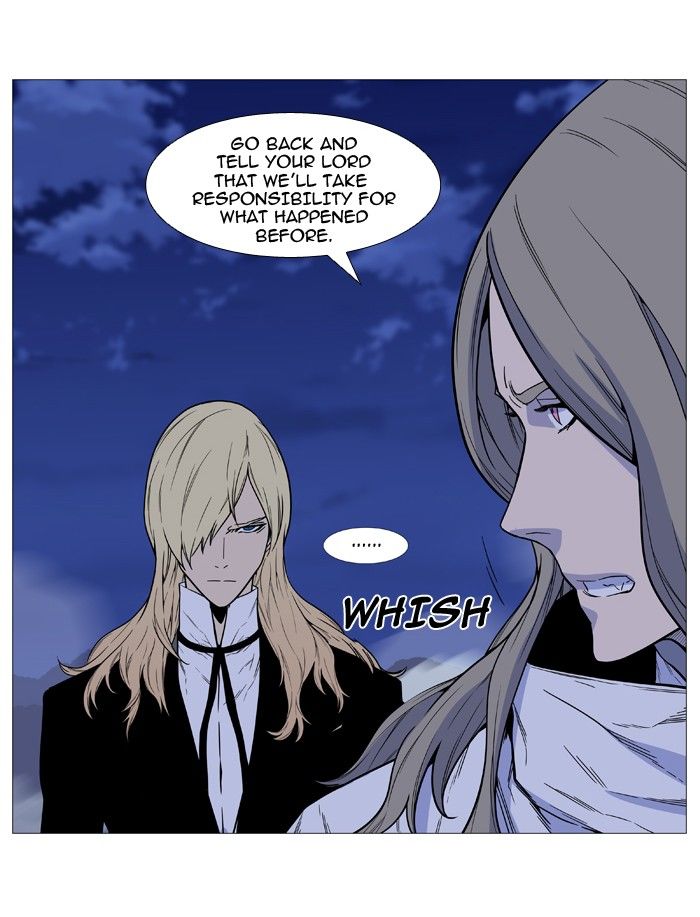 GO BACK AND
TELL YOUR LORD
THAT WE'LL TAKE
RESPONSIBILITY FOR
WHAT HAPPENED
BEFORE.
......
WHISH